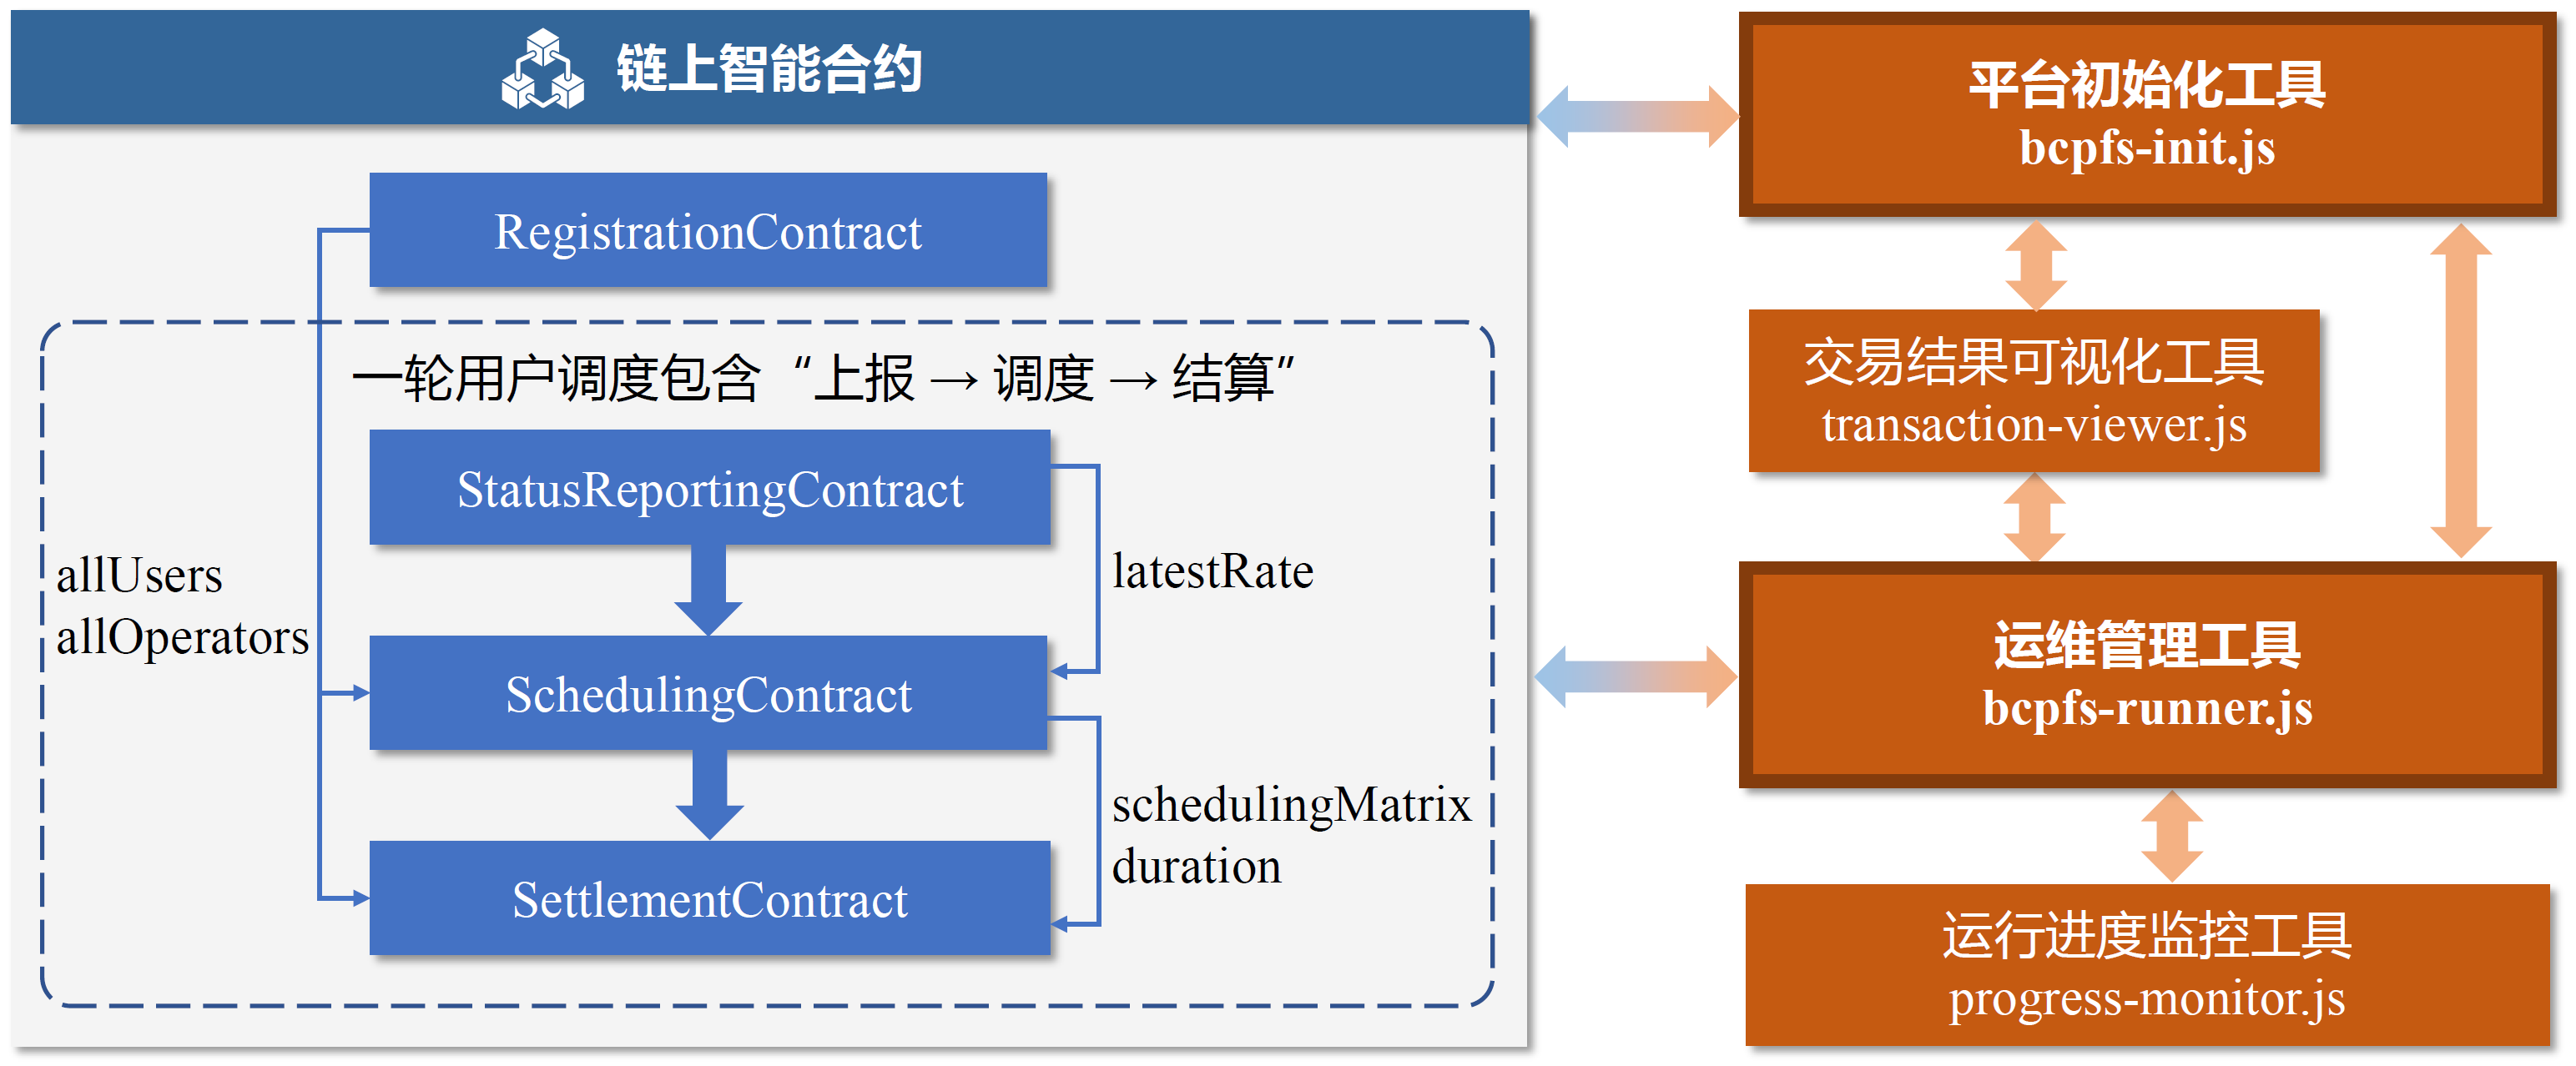 链上智能合约
RegistrationContract
一轮用户调度包含“上报 → 调度 → 结算”
StatusReportingContract
allUsers
allOperators
latestRate
SchedulingContract
schedulingMatrix
duration
SettlementContract
平台初始化工具
bcpfs-init.js
交易结果可视化工具
transaction-viewer.js
运维管理工具
bcpfs-runner.js
运行进度监控工具
progress-monitor.js